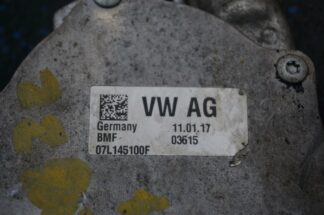 VW AG
Germany 11.01.17
BMF- 03615
07L145100F